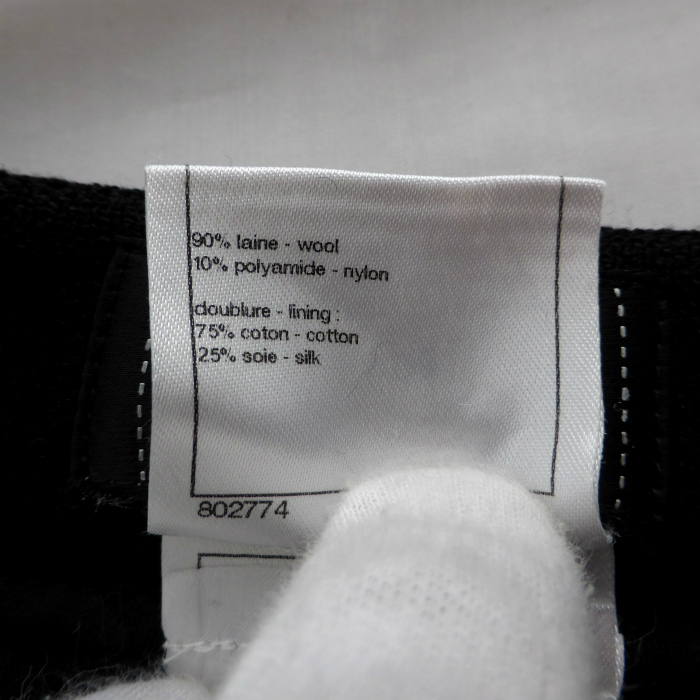 90% laine - wool
10% polyamide - nylon
doublure - lining :
75% coton - cotton
25% soie - silk
802774